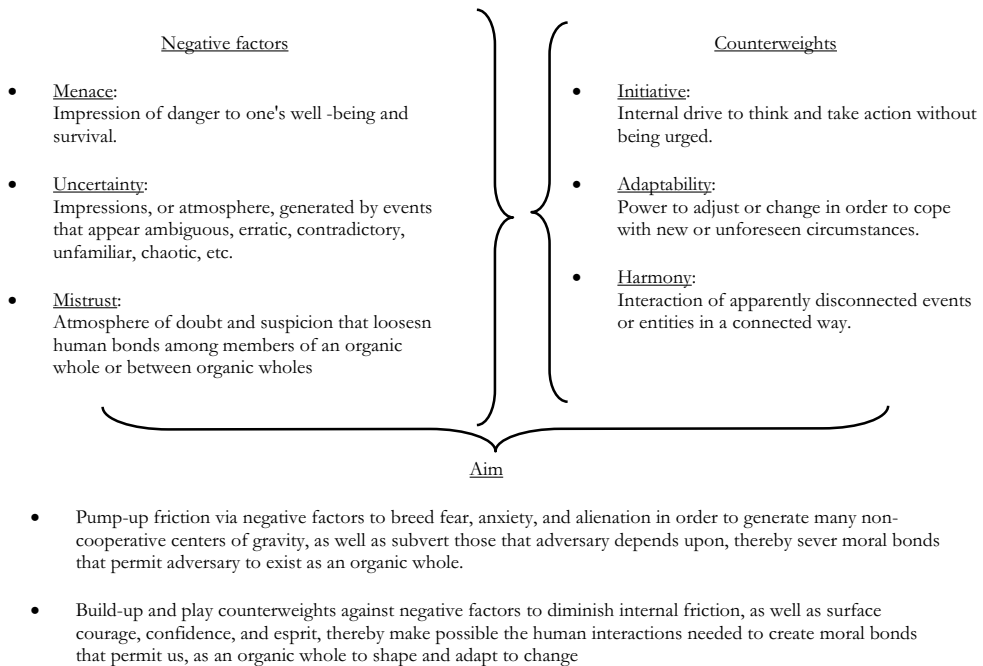 Negative factors
• Menace:
Impression of danger to one's well -being and
survival.
• Uncertainty:
Impressions, or atmosphere, generated by events
that appear ambiguous, erratic, contradictory,
unfamiliar, chaotic, etc.
• Mistrust:
Atmosphere of doubt and suspicion that loosesn
human bonds among members of an organic
whole or between organic wholes
Counterweights
• Initiative:
Internal drive to think and take action without
being urged.
• Adaptability:
Power to adjust or change in order to cope
with new or unforeseen circumstances.
• Harmony:
Interaction of apparently disconnected events
or entities in a connected way.
Aim
• Pump-up friction via negative factors to breed fear, anxiety, and alienation in order to generate many non-
cooperative centers of gravity, as well as subvert those that adversary depends upon, thereby sever moral bonds
that permit adversary to exist as an organic whole.
• Build-up and play counterweights against negative factors to diminish internal friction, as well as surface
courage, confidence, and esprit, thereby make possible the human interactions needed to create moral bonds
that permit us, as an organic whole to shape and adapt to change